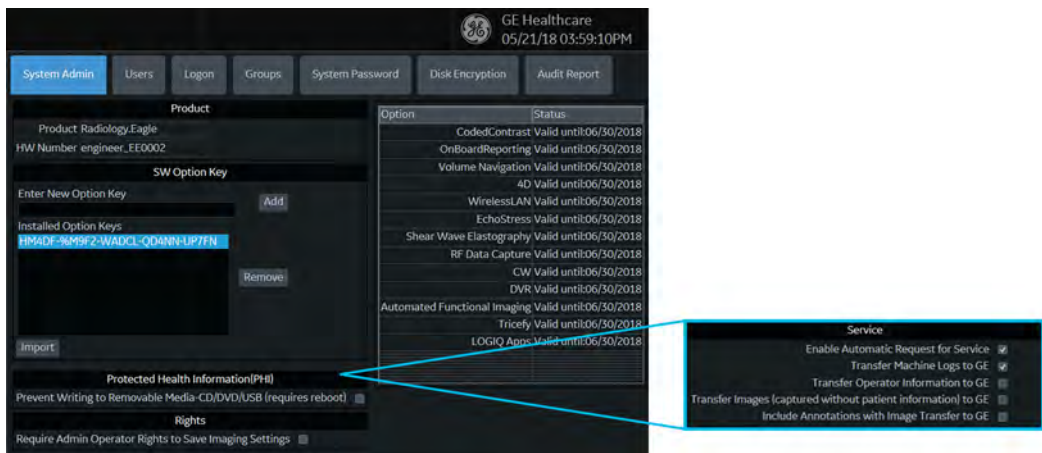 GE Healthcare
05/21/18 03:59:10PM
System Admin
Users
Logon
Groups
System Password
Disk Encryption
Audit Report
Product
Product Radiology.Eagle
HW Number engineer_EE0002
SW Option Key
Enter New Option Key
Add
Installed Option Keys
HM4DF-%M9F2-WADCL-QD4NN-UP7FN
Remove
Import
Protected Health Information(PHI)
Prevent Writing to Removable Media-CD/DVD/USB (requires reboot)
Rights
Require Admin Operator Rights to Save Imaging Settings
Option Status
CodedContrast Valid until:06/30/2018
OnBoardReporting Valid until:06/30/2018
Volume Navigation Valid until:06/30/2018
4D Valid until:06/30/2018
WirelessLAN Valid until:06/30/2018
EchoStress Valid until:06/30/2018
Shear Wave Elastography Valid until:06/30/2018
RF Data Capture Valid until:06/30/2018
CW Valid until:06/30/2018
DVR Valid until:06/30/2018
Automated Functional Imaging Valid until:06/30/2018
Tricefy Valid until:06/30/2018
LOGIQ Apps Valid until:06/30/2018
Service
Enable Automatic Request for Service
Transfer Machine Logs to GE
Transfer Operator Information to GE
Transfer Images (captured without patient information) to GE
Include Annotations with Image Transfer to GE